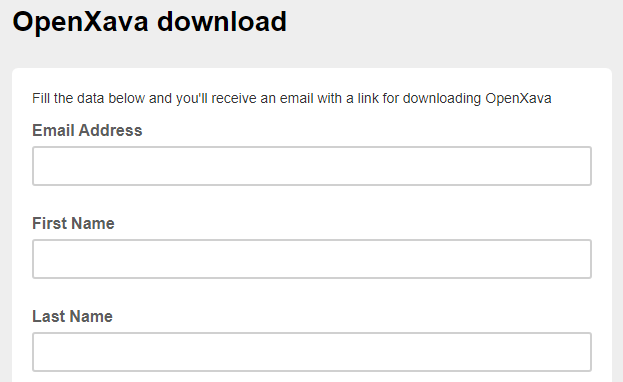 OpenXava download
Fill the data below and you'll receive an email with a link for downloading OpenXava
Email Address
First Name
Last Name